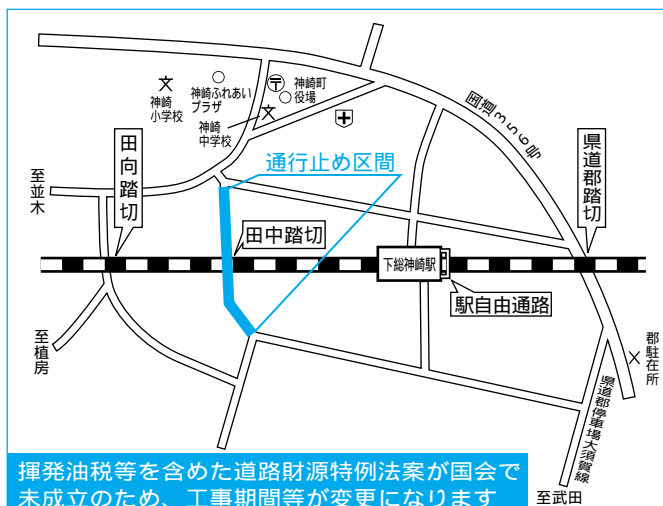 国道356号
文
神崎
小学校
神崎ふれあい
プラザ
〒
神崎町
役場
文
神崎
中学校
田向踏切
至並木
通行止め区間
県道郡踏切
田中踏切
下総神崎駅
駅自由通路
至植房
郡駐在所
県道郡停車場大須賀線
至武田
揮発油税等を含めた道路財源特例法案が国会で
未成立のため、工事期間等が変更になります